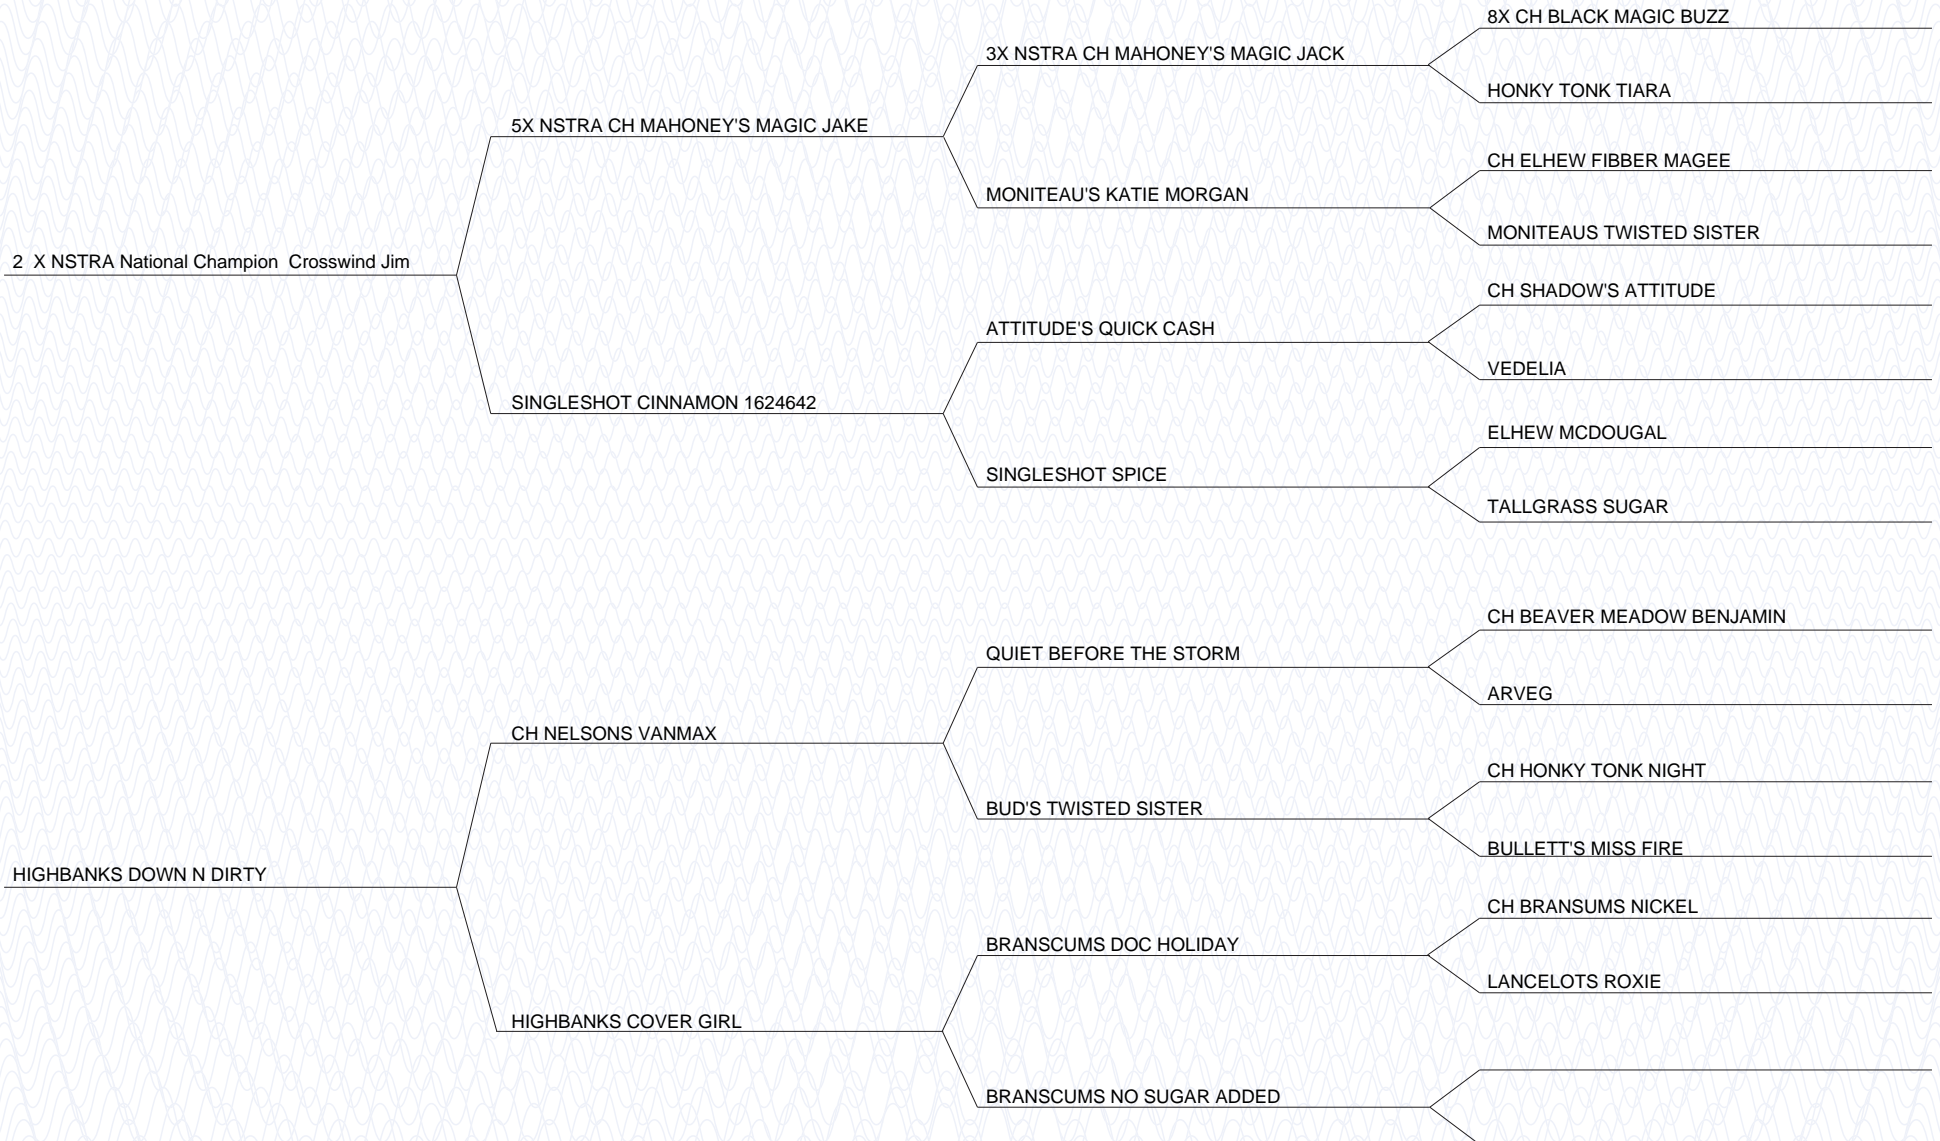 8X CH BLACK MAGIC BUZZ
3X NSTRA CH MAHONEY'S MAGIC JACK
HONKY TONK TIARA
5X NSTRA CH MAHONEY'S MAGIC JAKE
CH ELHEW FIBBER MAGEE
MONITEAU'S KATIE MORGAN
MONITEAUS TWISTED SISTER
2 X NSTRA National Champion Crosswind Jim
CH SHADOW'S ATTITUDE
ATTITUDE'S QUICK CASH
VEDELIA
SINGLESHOT CINNAMON 1624642
ELHEW MCDOUGAL
SINGLESHOT SPICE
TALLGRASS SUGAR
CH BEAVER MEADOW BENJAMIN
QUIET BEFORE THE STORM
ARVEG
CH NELSONS VANMAX
CH HONKY TONK NIGHT
BUD'S TWISTED SISTER
BULLETT'S MISS FIRE
HIGHBANKS DOWN N DIRTY
CH BRANSUMS NICKEL
BRANSCUMS DOC HOLIDAY
LANCELOTS ROXIE
HIGHBANKS COVER GIRL
BRANSCUMS NO SUGAR ADDED